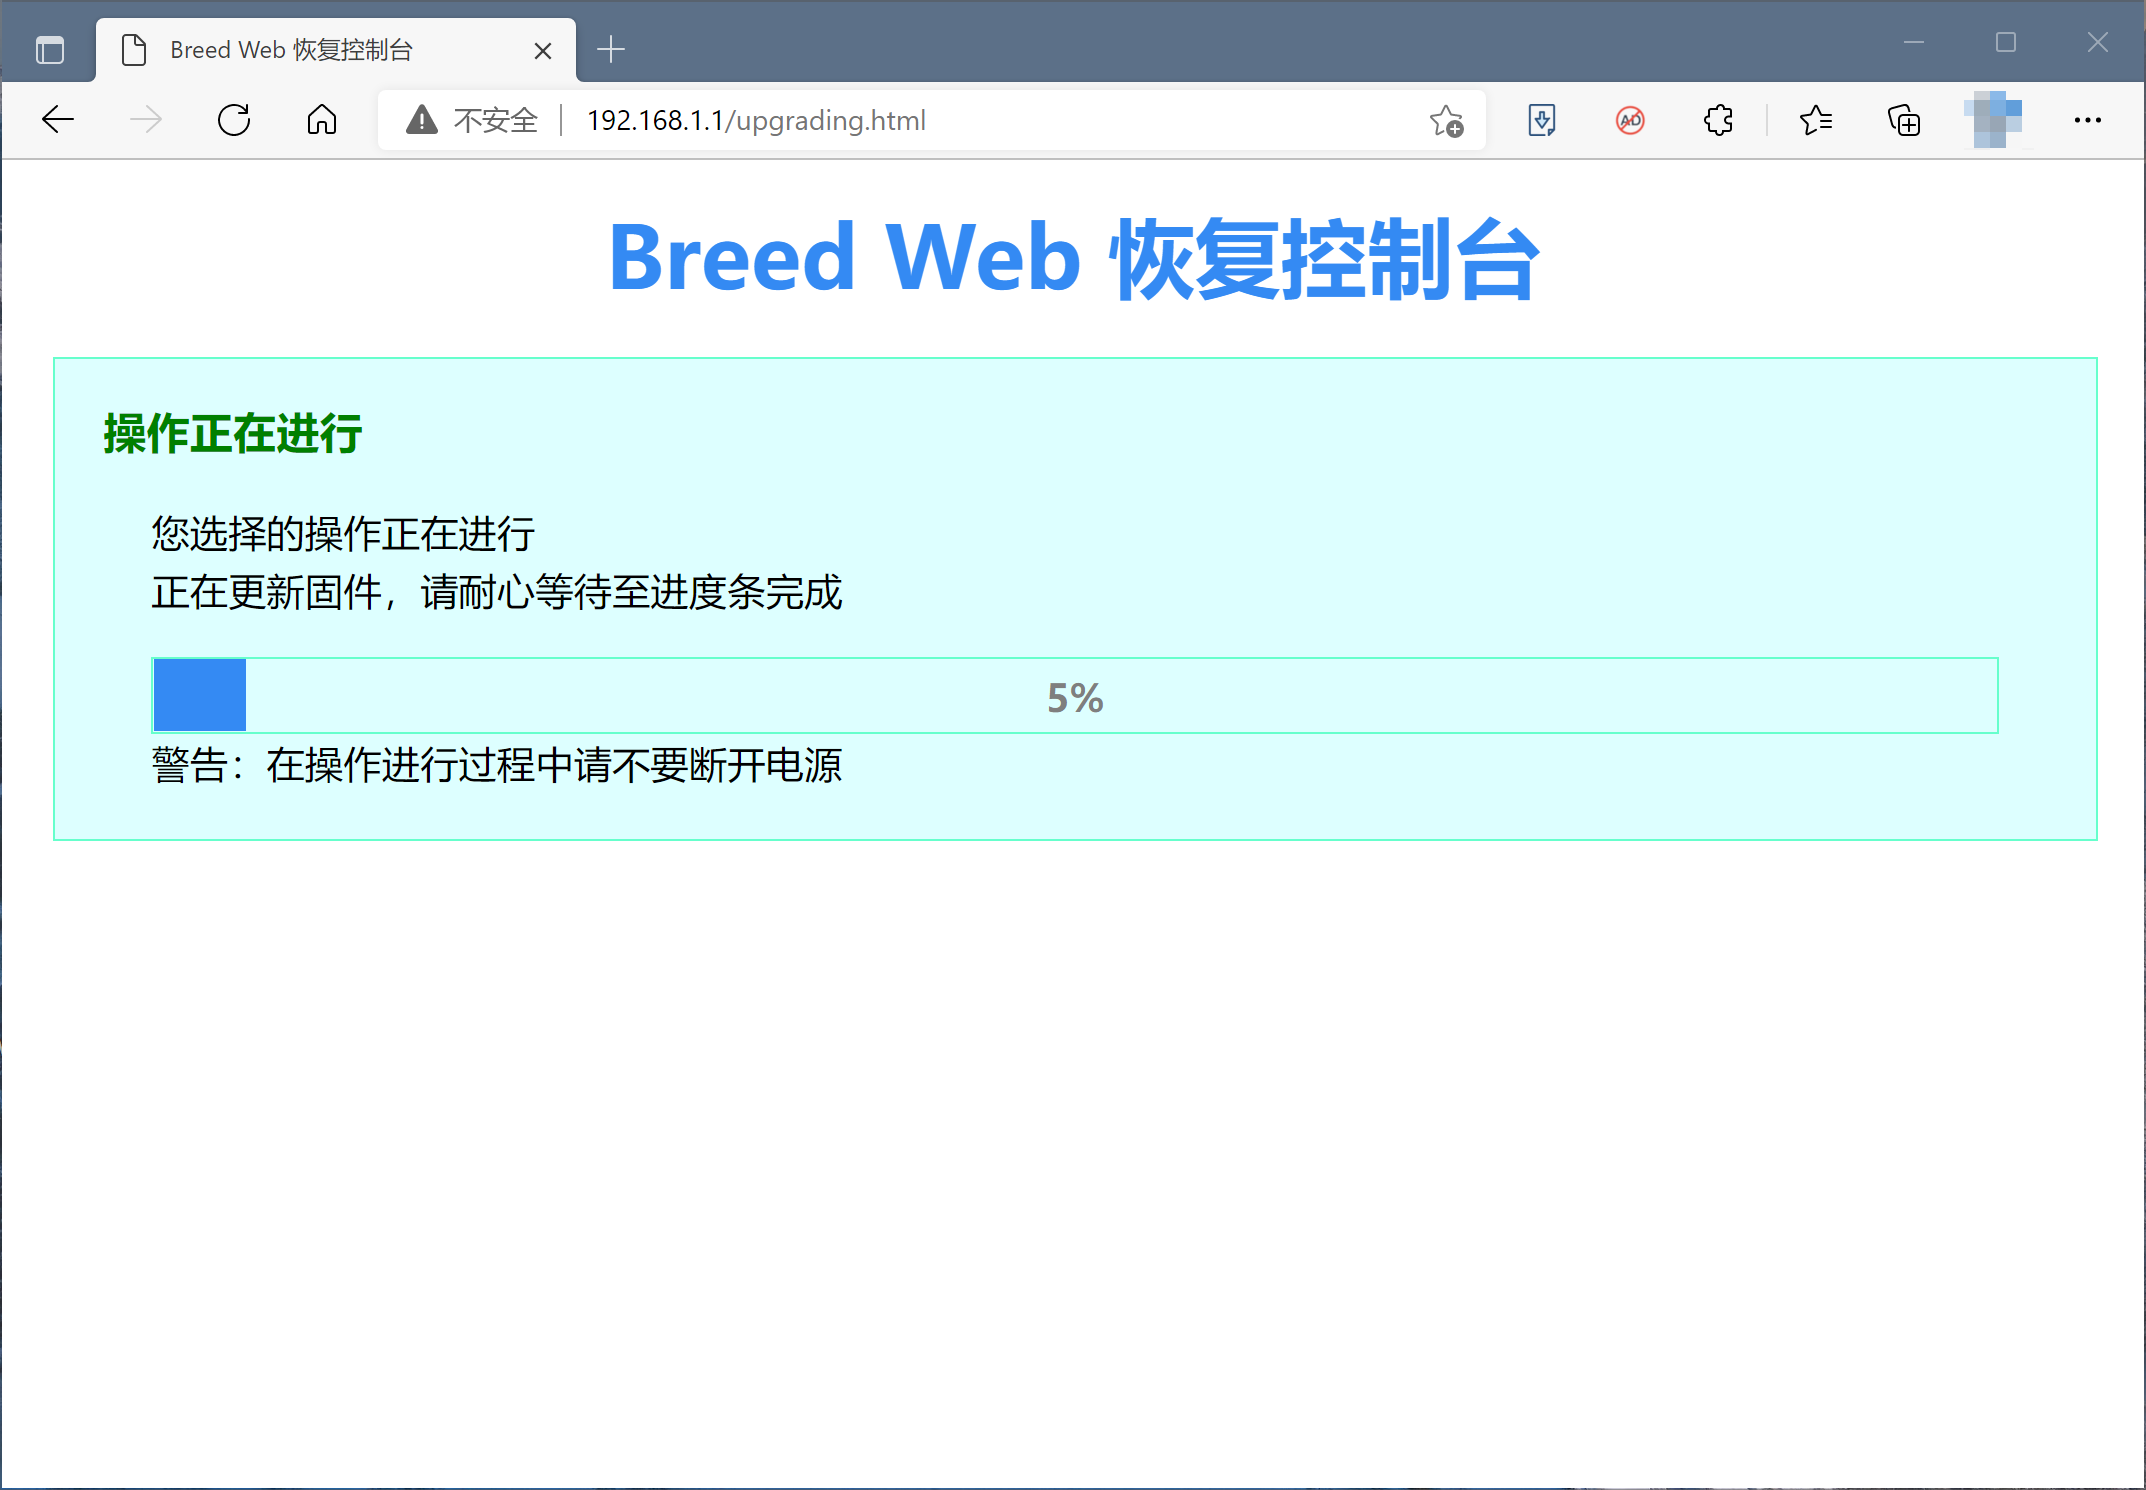 Breed Web 恢复控制台
不安全 192.168.1.1/upgrading.html
AD
Breed Web 恢复控制台
操作正在进行
您选择的操作正在进行
正在更新固件，请耐心等待至进度条完成
5%
警告：在操作进行过程中请不要断开电源